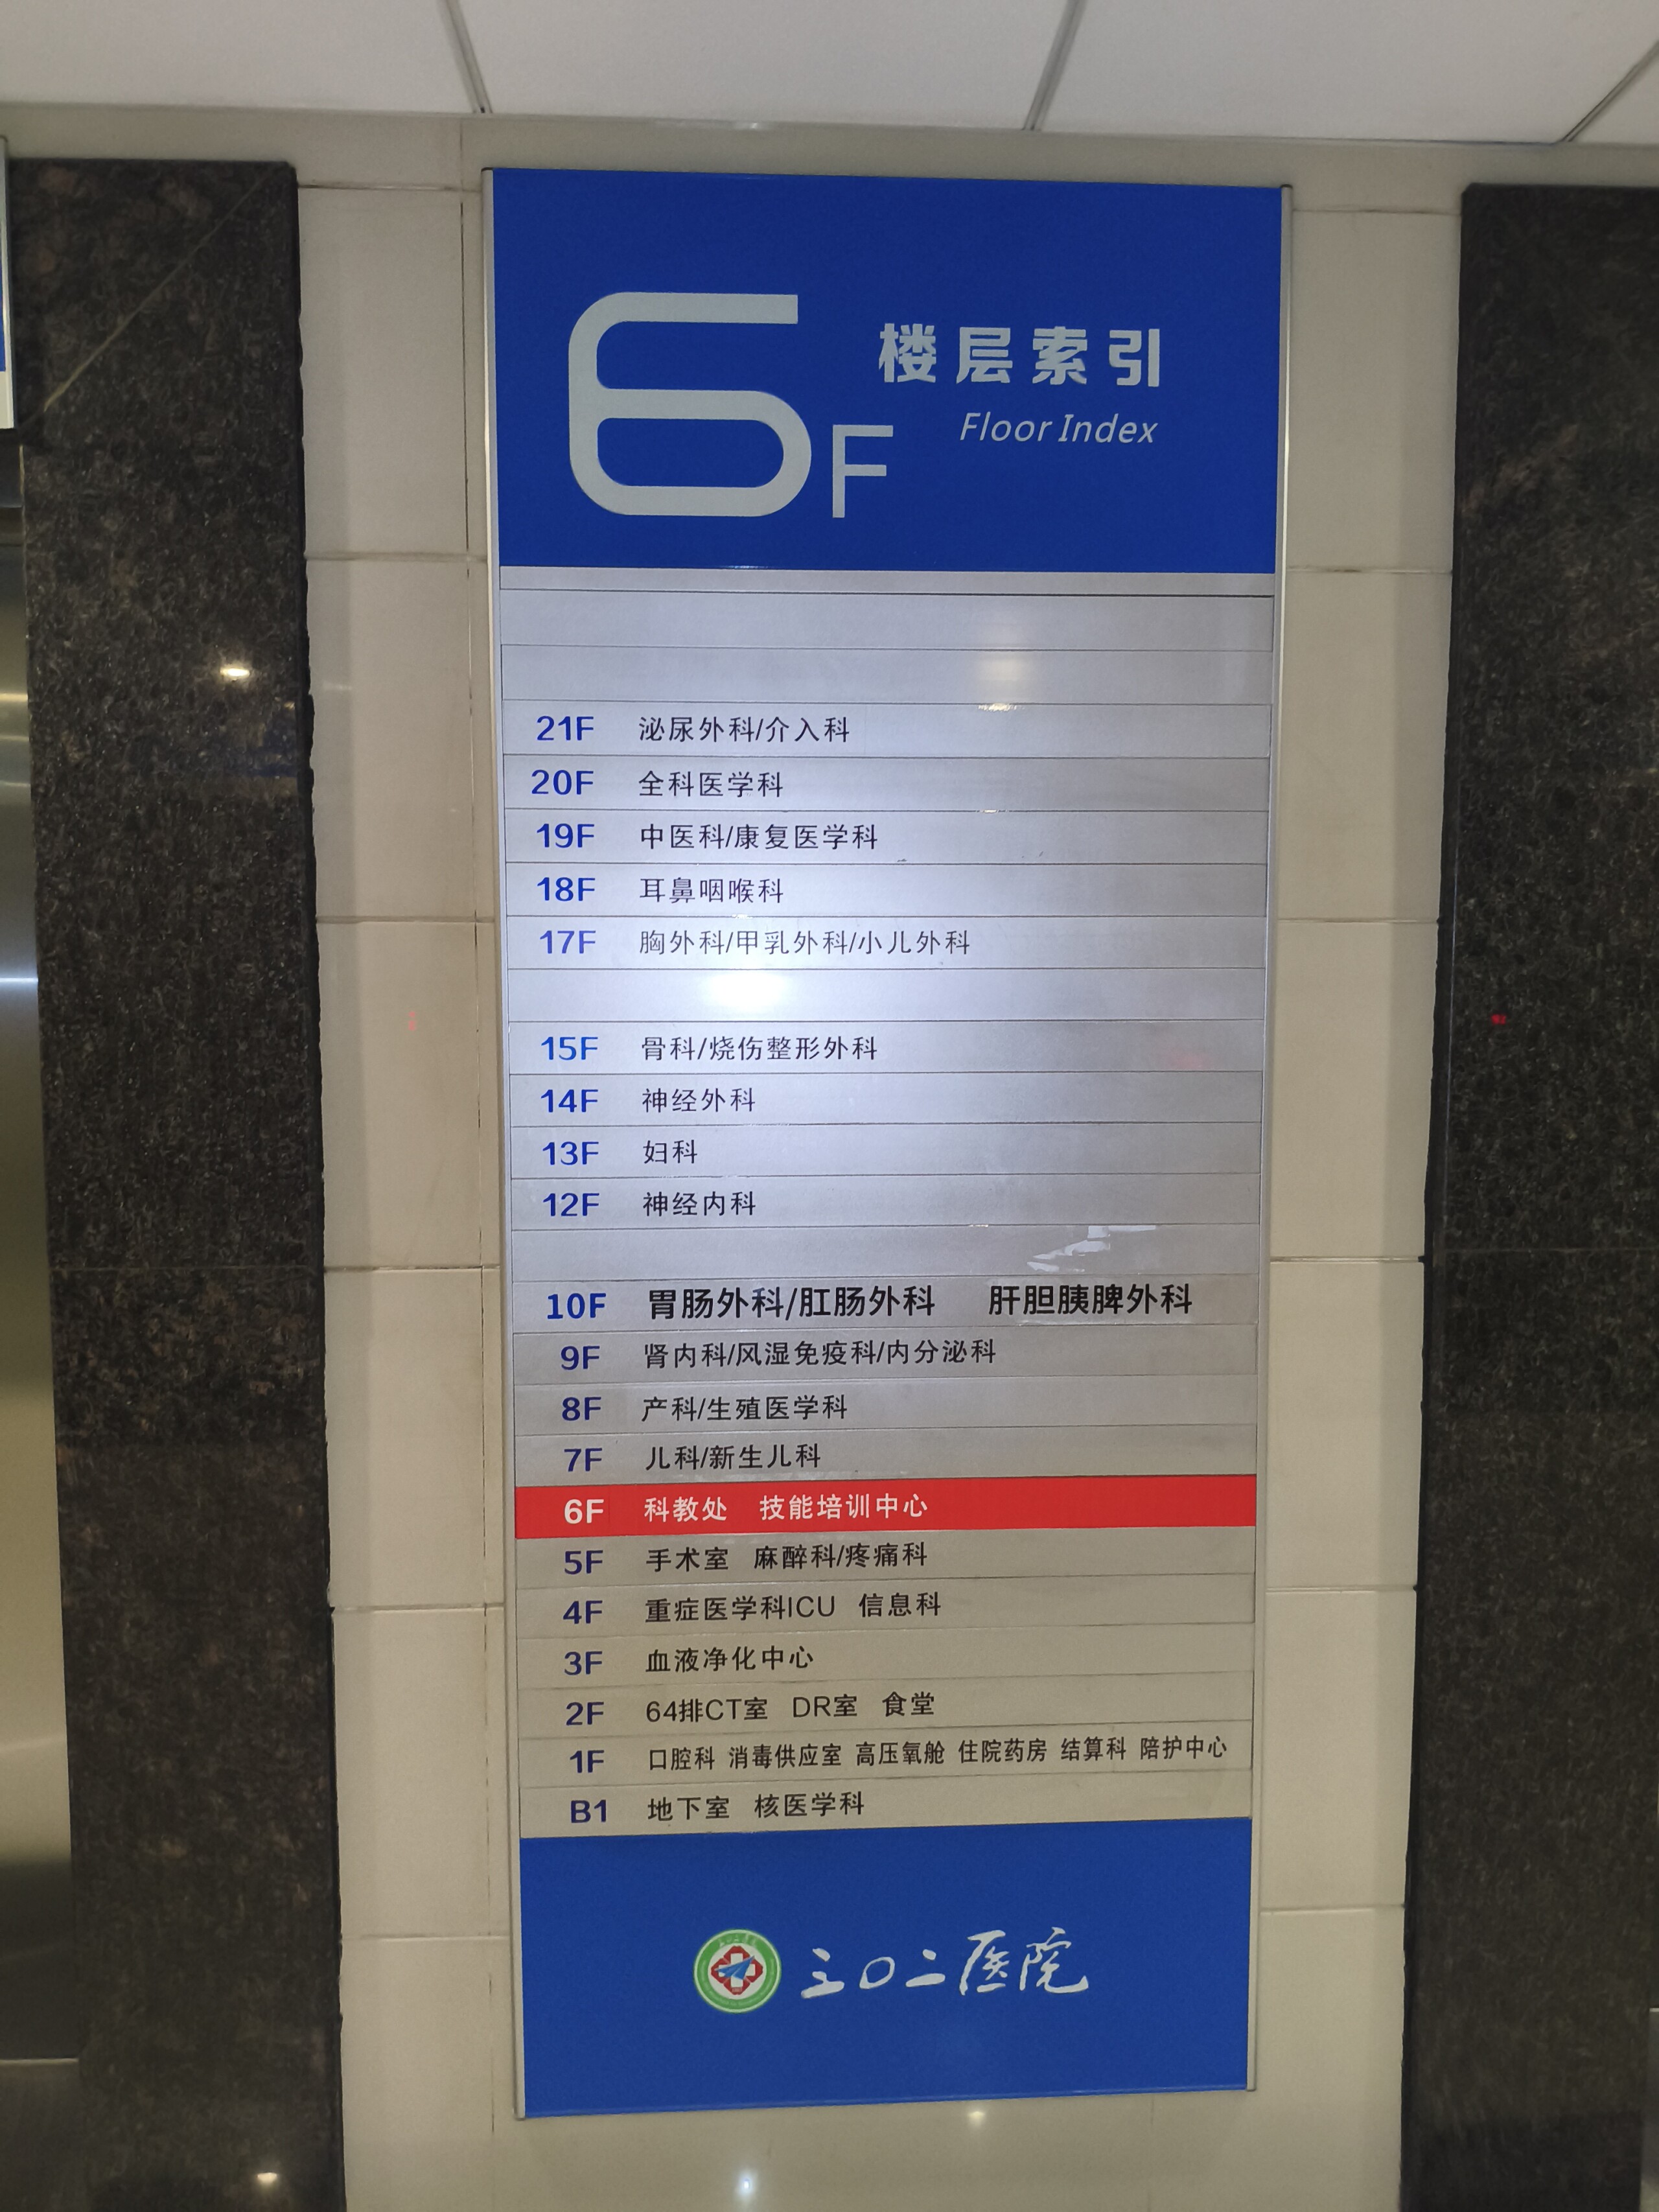 6F 楼层索引
Floor Index
21F 泌尿外科/介入科
20F 全科医学科
19F 中医科/康复医学科
18F 耳鼻咽喉科
17F 胸外科/甲乳外科/小儿外科
15F 骨科/烧伤整形外科
14F 神经外科
13F 妇科
12F 神经内科
10F 胃肠外科/肛肠外科 肝胆胰脾外科
9F 肾内科/风湿免疫科/内分泌科
8F 产科/生殖医学科
7F 儿科/新生儿科
6F 科教处 技能培训中心
5F 手术室 麻醉科/疼痛科
4F 重症医学科ICU 信息科
3F 血液净化中心
2F 64排CT室 DR室 食堂
1F 口腔科 消毒供应室 高压氧舱 住院药房 结算科 陪护中心
B1 地下室 核医学科
三〇二医院